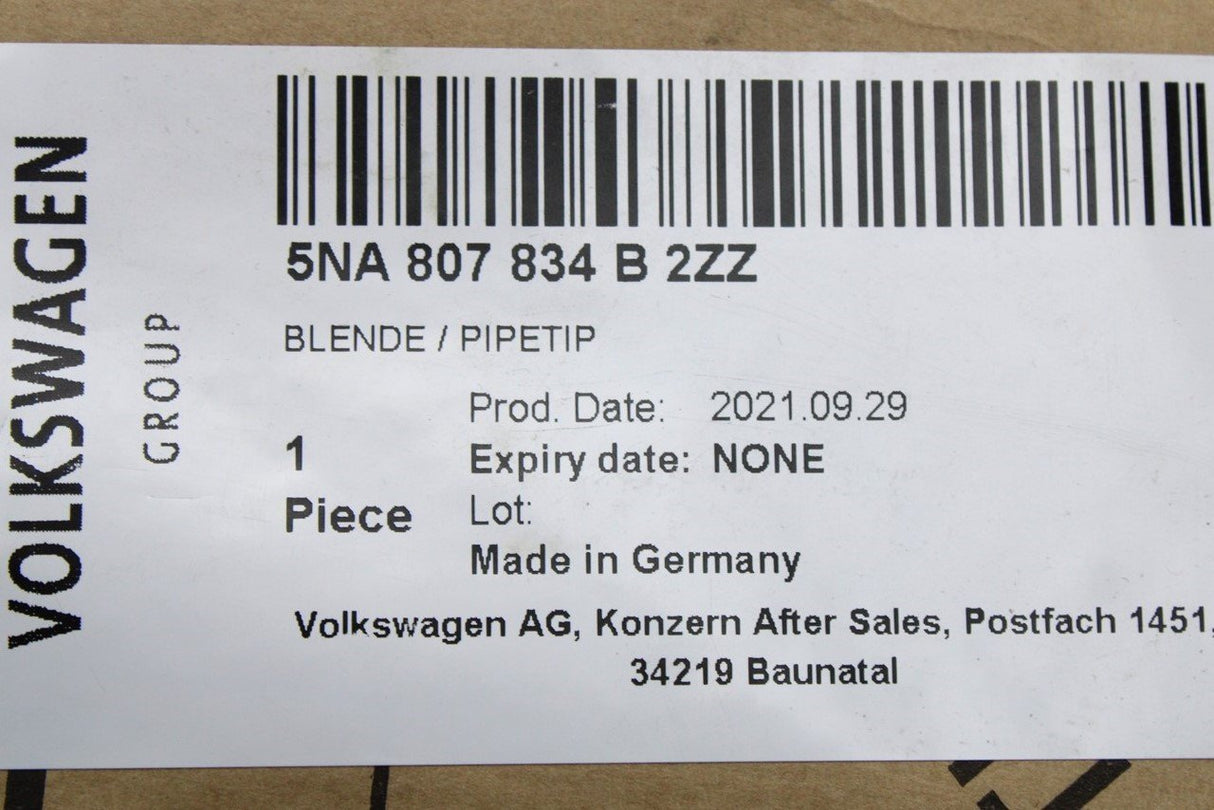 VOLKSWAGEN
GROUP
5NA 807 834 B 2ZZ
BLENDE / PIPETIP
Prod. Date: 2021.09.29
1
Expiry date: NONE
Piece
Lot:
Made in Germany
Volkswagen AG, Konzern After Sales, Postfach 1451,
34219 Baunatal